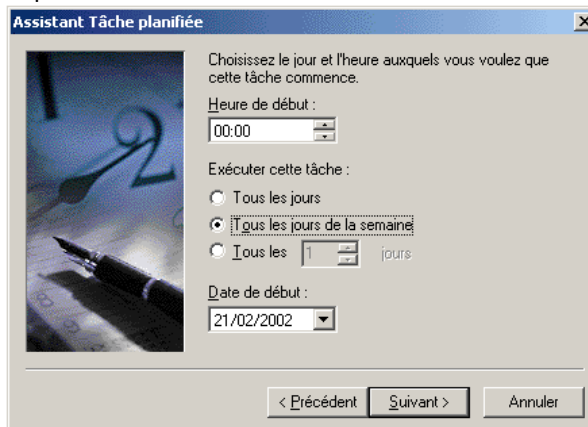 Assistant Tâche planifiée
Choisissez le jour et l'heure auxquels vous voulez que
cette tâche commence.
Heure de début :
00:00
Exécuter cette tâche :
Tous les jours
Tous les jours de la semaine
Tous les 1 jours
Date de début :
21/02/2002
< Précédent Suivant > Annuler